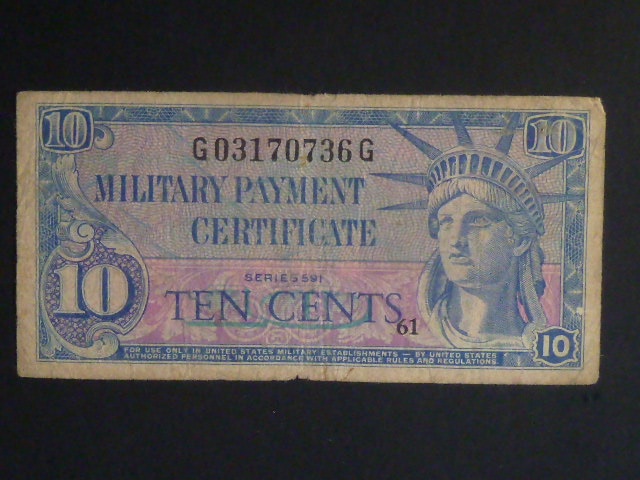 10 10
G03170736G
MILITARY PAYMENT
CERTIFICATE
SERIES 591
10 TEN CENTS 61
10
FOR USE ONLY IN UNITED STATES MILITARY ESTABLISHMENTS — BY UNITED STATES
AUTHORIZED PERSONNEL IN ACCORDANCE WITH APPLICABLE RULES AND REGULATIONS.